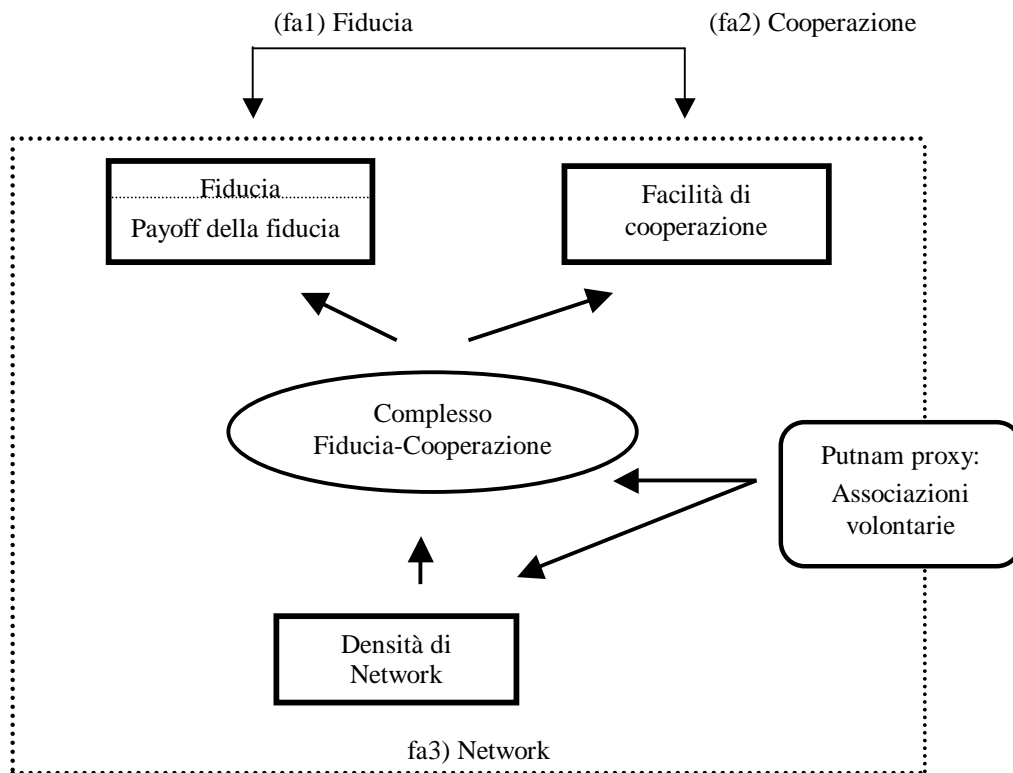 (fa1) Fiducia
(fa2) Cooperazione
Fiducia
Payoff della fiducia
Facilità di
cooperazione
Complesso
Fiducia-Cooperazione
Putnam proxy:
Associazioni
volontarie
Densità di
Network
fa3) Network